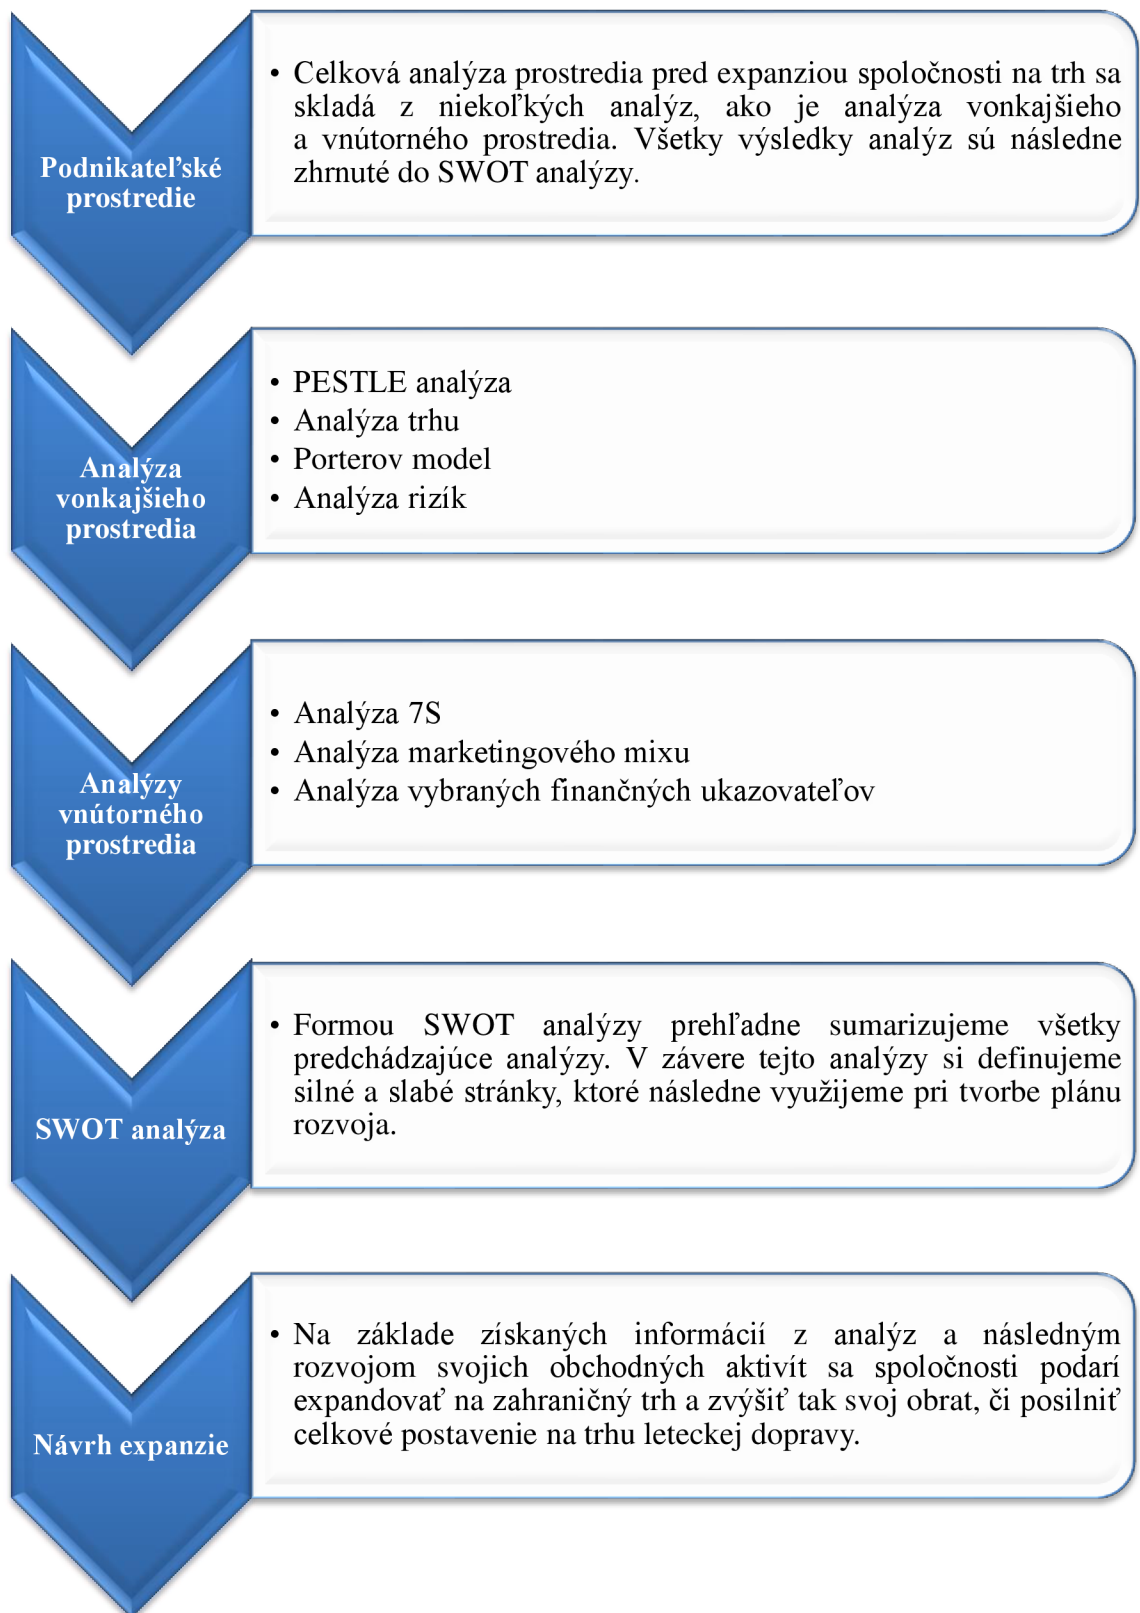 Podnikateľské
prostredie
• Celková analýza prostredia pred expanziou spoločnosti na trh sa
skladá z niekoľkých analýz, ako je analýza vonkajšieho
a vnútorného prostredia. Všetky výsledky analýz sú následne
zhrnuté do SWOT analýzy.
Analýza
vonkajšieho
prostredia
• PESTLE analýza
• Analýza trhu
• Porterov model
• Analýza rizík
Analýzy
vnútorného
prostredia
• Analýza 7S
• Analýza marketingového mixu
• Analýza vybraných finančných ukazovateľov
SWOT analýza
• Formou SWOT analýzy prehľadne sumarizujeme všetky
predchádzajúce analýzy. V závere tejto analýzy si definujeme
silné a slabé stránky, ktoré následne využijeme pri tvorbe plánu
rozvoja.
Návrh expanzie
• Na základe získaných informácií z analýz a následným
rozvojom svojich obchodných aktivít sa spoločnosti podarí
expandovať na zahraničný trh a zvýšiť tak svoj obrat, či posilniť
celkové postavenie na trhu leteckej dopravy.